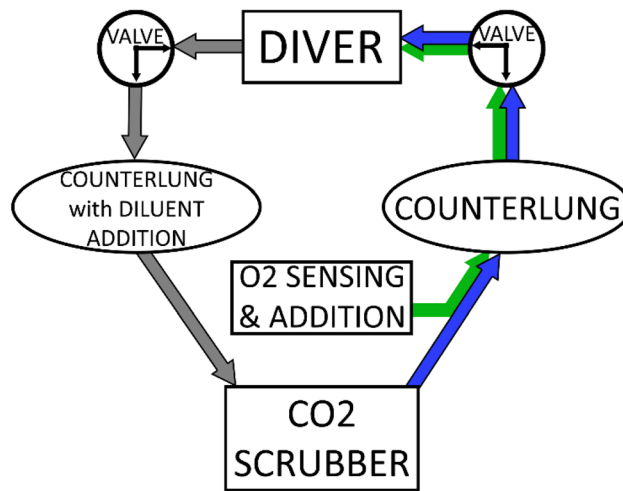 VALVE
DIVER
VALVE
COUNTERLUNG
with DILUENT
ADDITION
COUNTERLUNG
O2 SENSING
& ADDITION
CO2
SCRUBBER